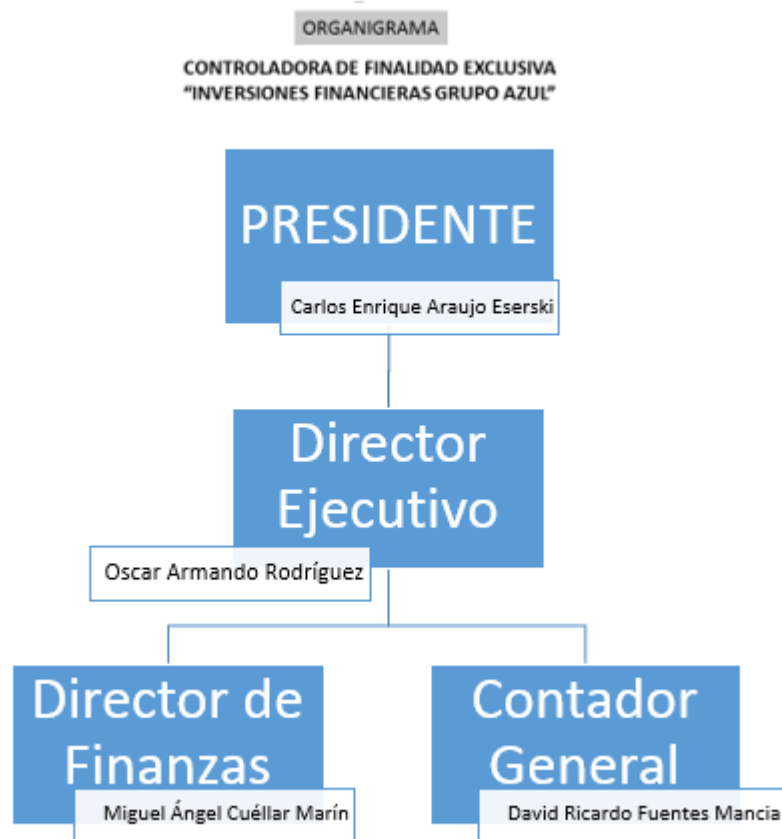 ORGANIGRAMA
CONTROLADORA DE FINALIDAD EXCLUSIVA
“INVERSIONES FINANCIERAS GRUPO AZUL”
PRESIDENTE
Carlos Enrique Araujo Eserski
Director
Ejecutivo
Oscar Armando Rodríguez
Director de
Finanzas
Miguel Ángel Cuéllar Marín
Contador
General
David Ricardo Fuentes Mancia